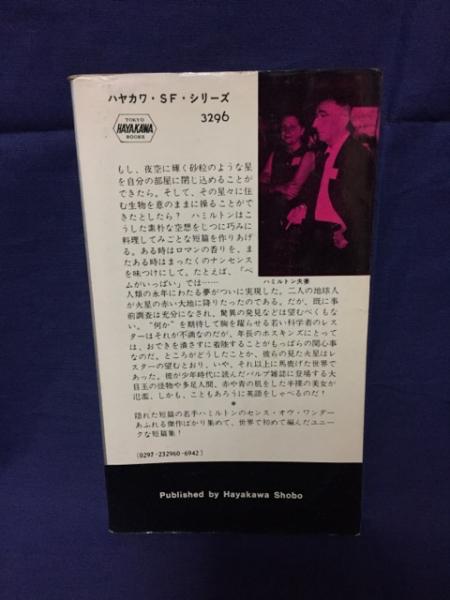 ハヤカワ・SF・シリーズ
TOKYO
HAYAKAWA
BOOKS
3296
もし、夜空に輝く砂粒のような星
を自分の部屋に閉じ込めることが
できたら。そして、その星々に住
む生物を意のままに操ることがで
きたとしたら？ ハミルトンはこ
うした素朴な空想をじつに巧みに
料理してみごとな短篇を作りあげ
る。ある時はロマンの香りを、ま
たある時はまったくのナンセンス
を味つけにして。たとえば、「ベ
ムがいっぱい」では――
ハミルトン夫妻
人類の永年にわたる夢がついに実現した。二人の地球人
が火星の赤い大地に降りたったのである。だが、既に事
前調査は充分になされ、驚異の発見などは望むべくもな
い。“何か”を期待して胸を躍らせる若い科学者のレス
ターはそれが不満なのだが、年長のホスキンズにとって
は、おできを潰さずに着陸することがもっぱらの関心事
なのだ。ところがどうしたことか、彼らの見た火星はレ
スターの望むとおり、いや、それ以上に馬鹿げた世界で
あった。彼が少年時代に読んだパルプ雑誌に登場する大
目玉の怪物や多足人間、赤や青の肌をした半裸の美女が
氾濫、しかも、こともあろうに英語をしゃべるのだ！
＊
隠れた短篇の名手ハミルトンのセンス・オヴ・ワンダー
あふれる傑作ばかり集めて、世界で初めて編んだユニー
クな短篇集！
(0297-232960-6942)
Published by Hayakawa Shobo